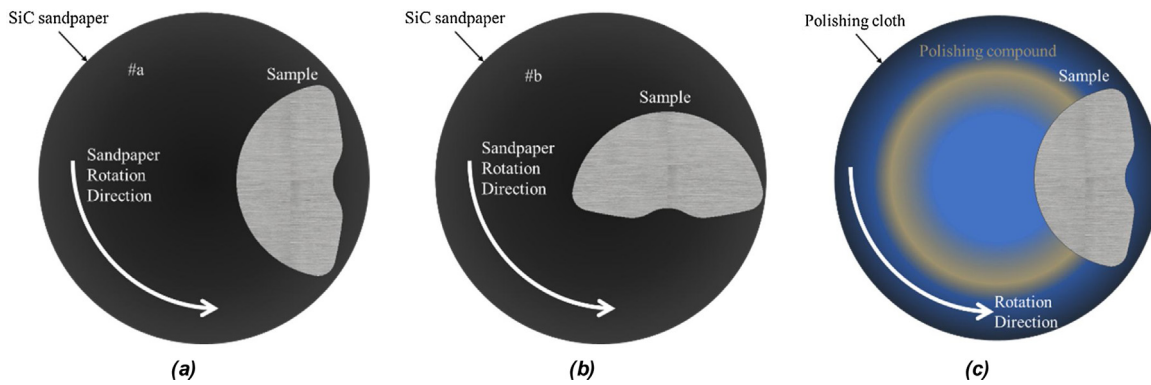 SiC sandpaper
#a
Sample
Sandpaper
Rotation
Direction
(a)
SiC sandpaper
#b
Sample
Sandpaper
Rotation
Direction
(b)
Polishing cloth
Polishing compound
Sample
Rotation
Direction
(c)